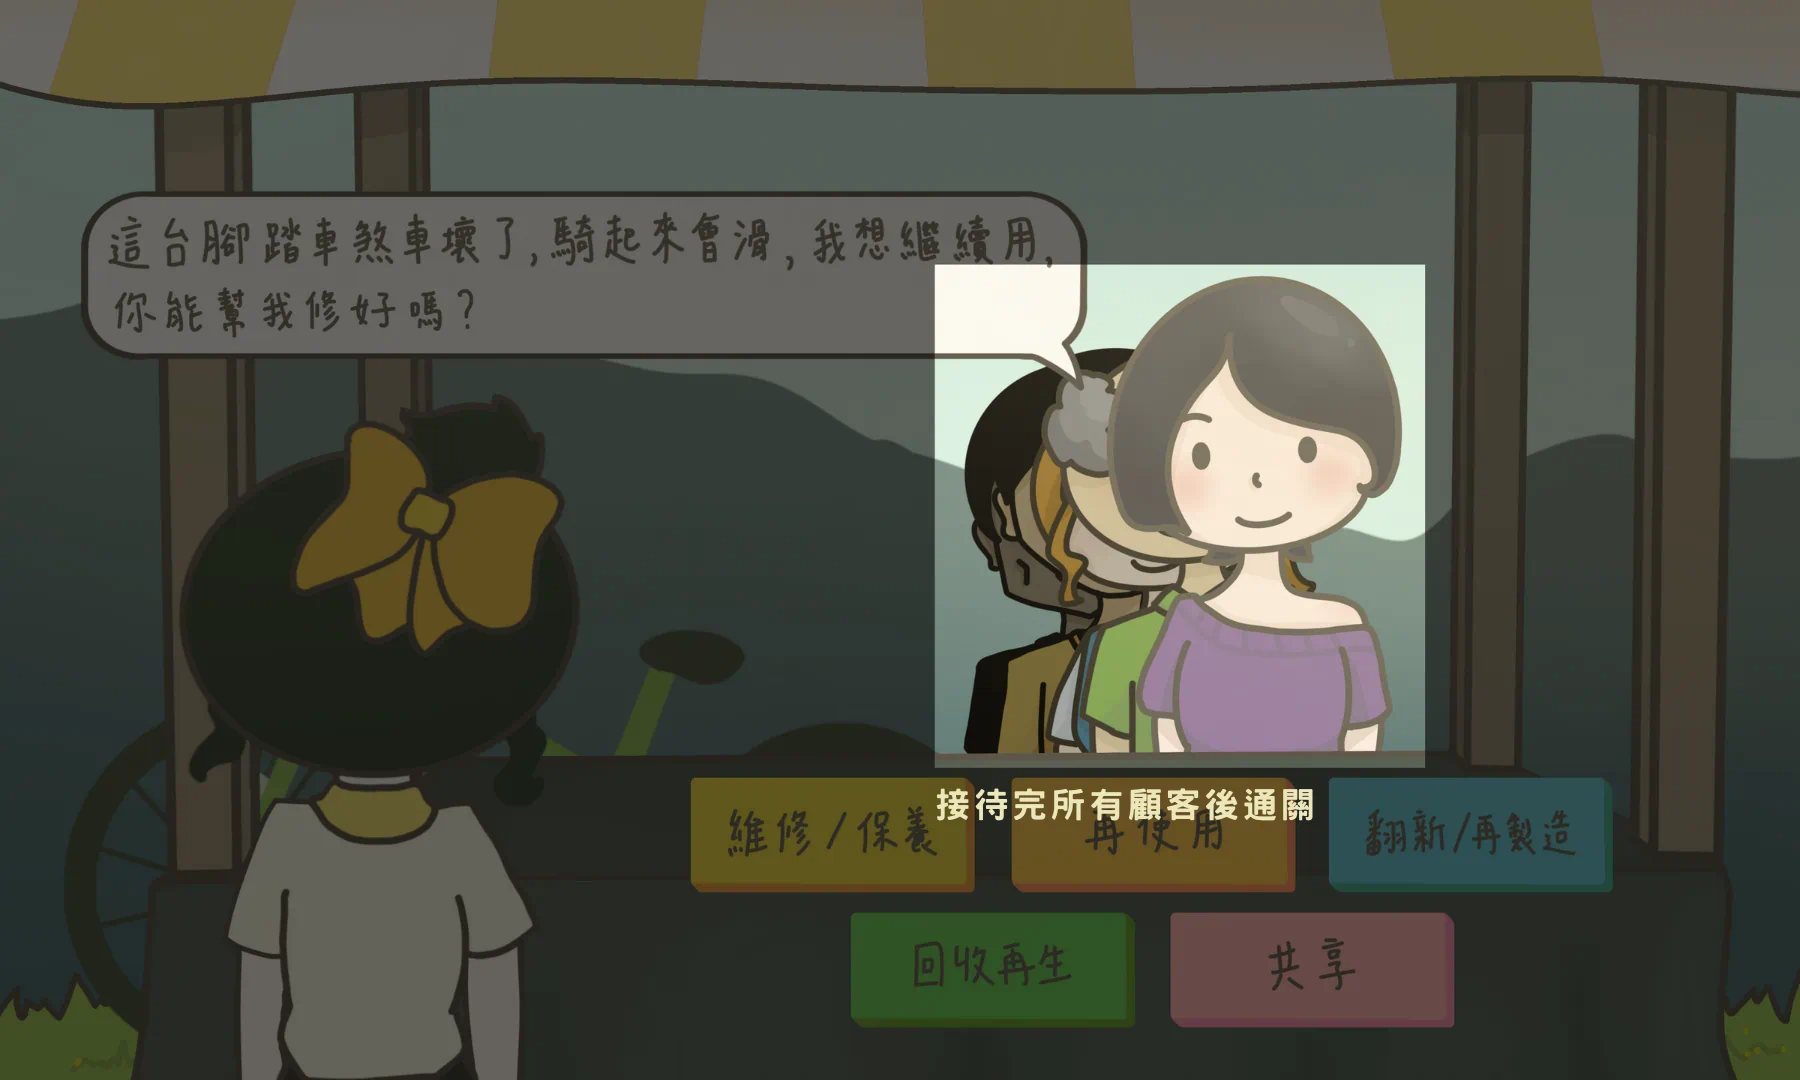 這台腳踏車煞車壞了,騎起來會滑,我想繼續用,
你能幫我修好嗎?
維修/保養
再使用
翻新/再製造
接待完所有顧客後通關
回收再生
共享